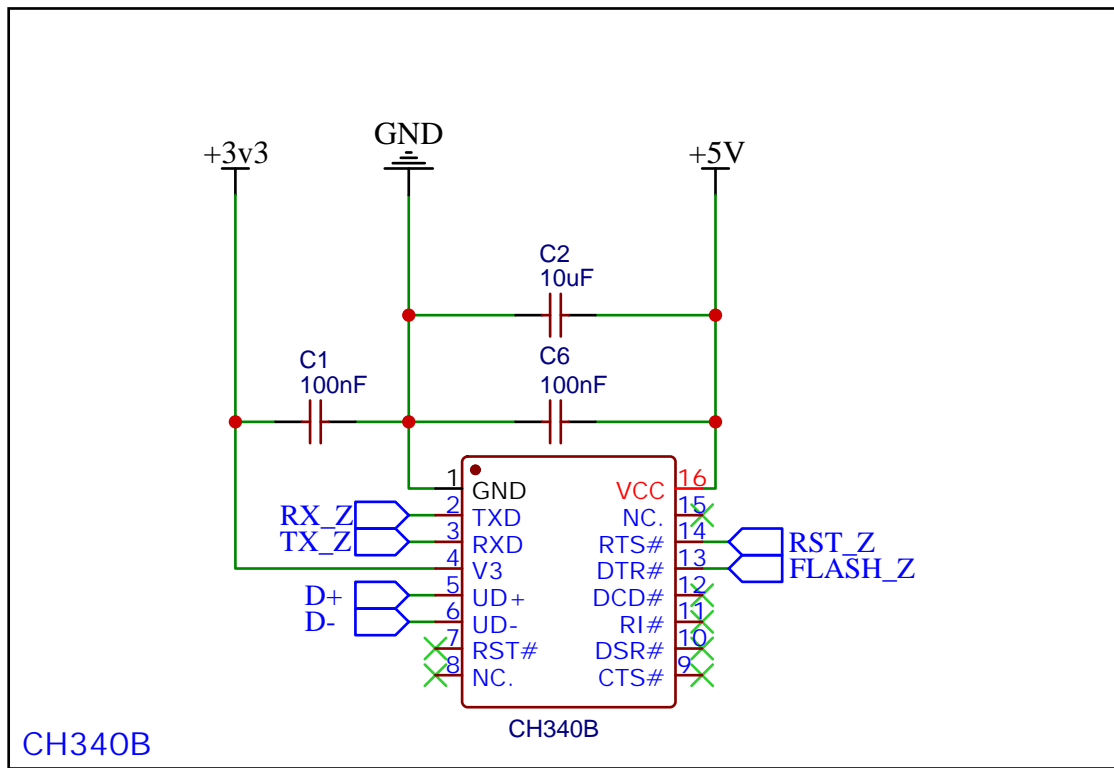 GND
+3v3
+5V
C2
10uF
C1
100nF
C6
100nF
1
GND
VCC
16
RX_Z
2
TXD
NC.
15
TX_Z
3
RXD
RTS#
14
RST_Z
4
V3
DTR#
13
FLASH_Z
D+
5
UD+
DCD#
12
D-
6
UD-
RI#
11
7
RST#
DSR#
10
8
NC.
CTS#
9
CH340B
CH340B